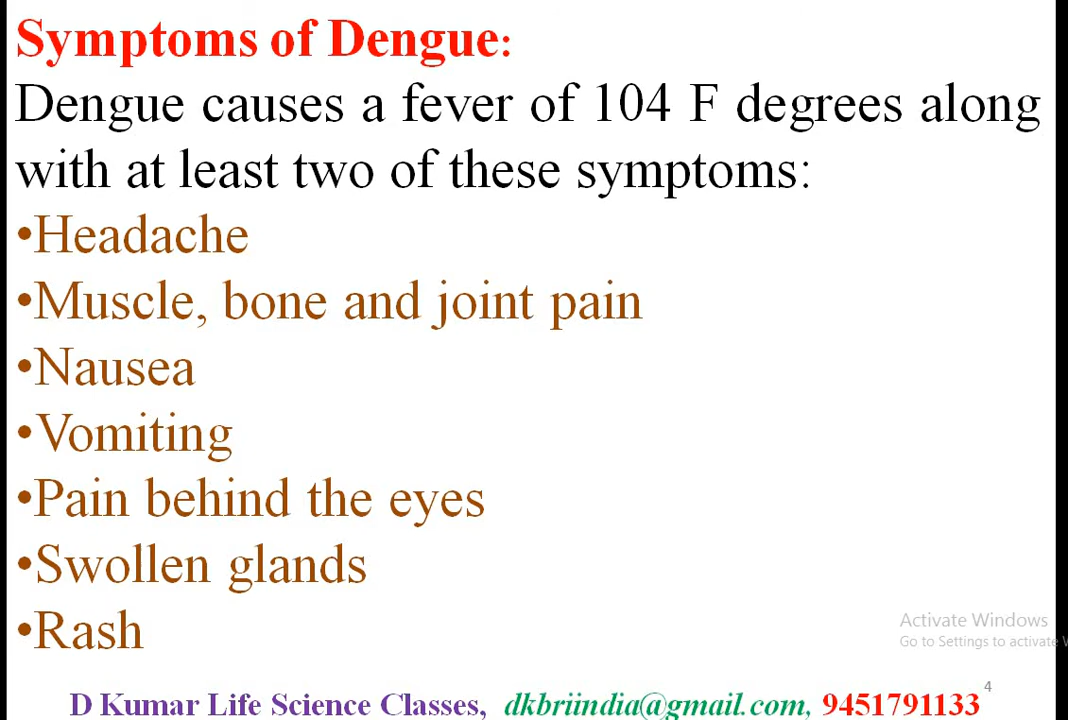 Symptoms of Dengue:
Dengue causes a fever of 104 F degrees along
with at least two of these symptoms:
•Headache
•Muscle, bone and joint pain
•Nausea
•Vomiting
•Pain behind the eyes
•Swollen glands
•Rash
Activate Windows
Go to Settings to activate W
4
D Kumar Life Science Classes, dkbriindia@gmail.com, 9451791133